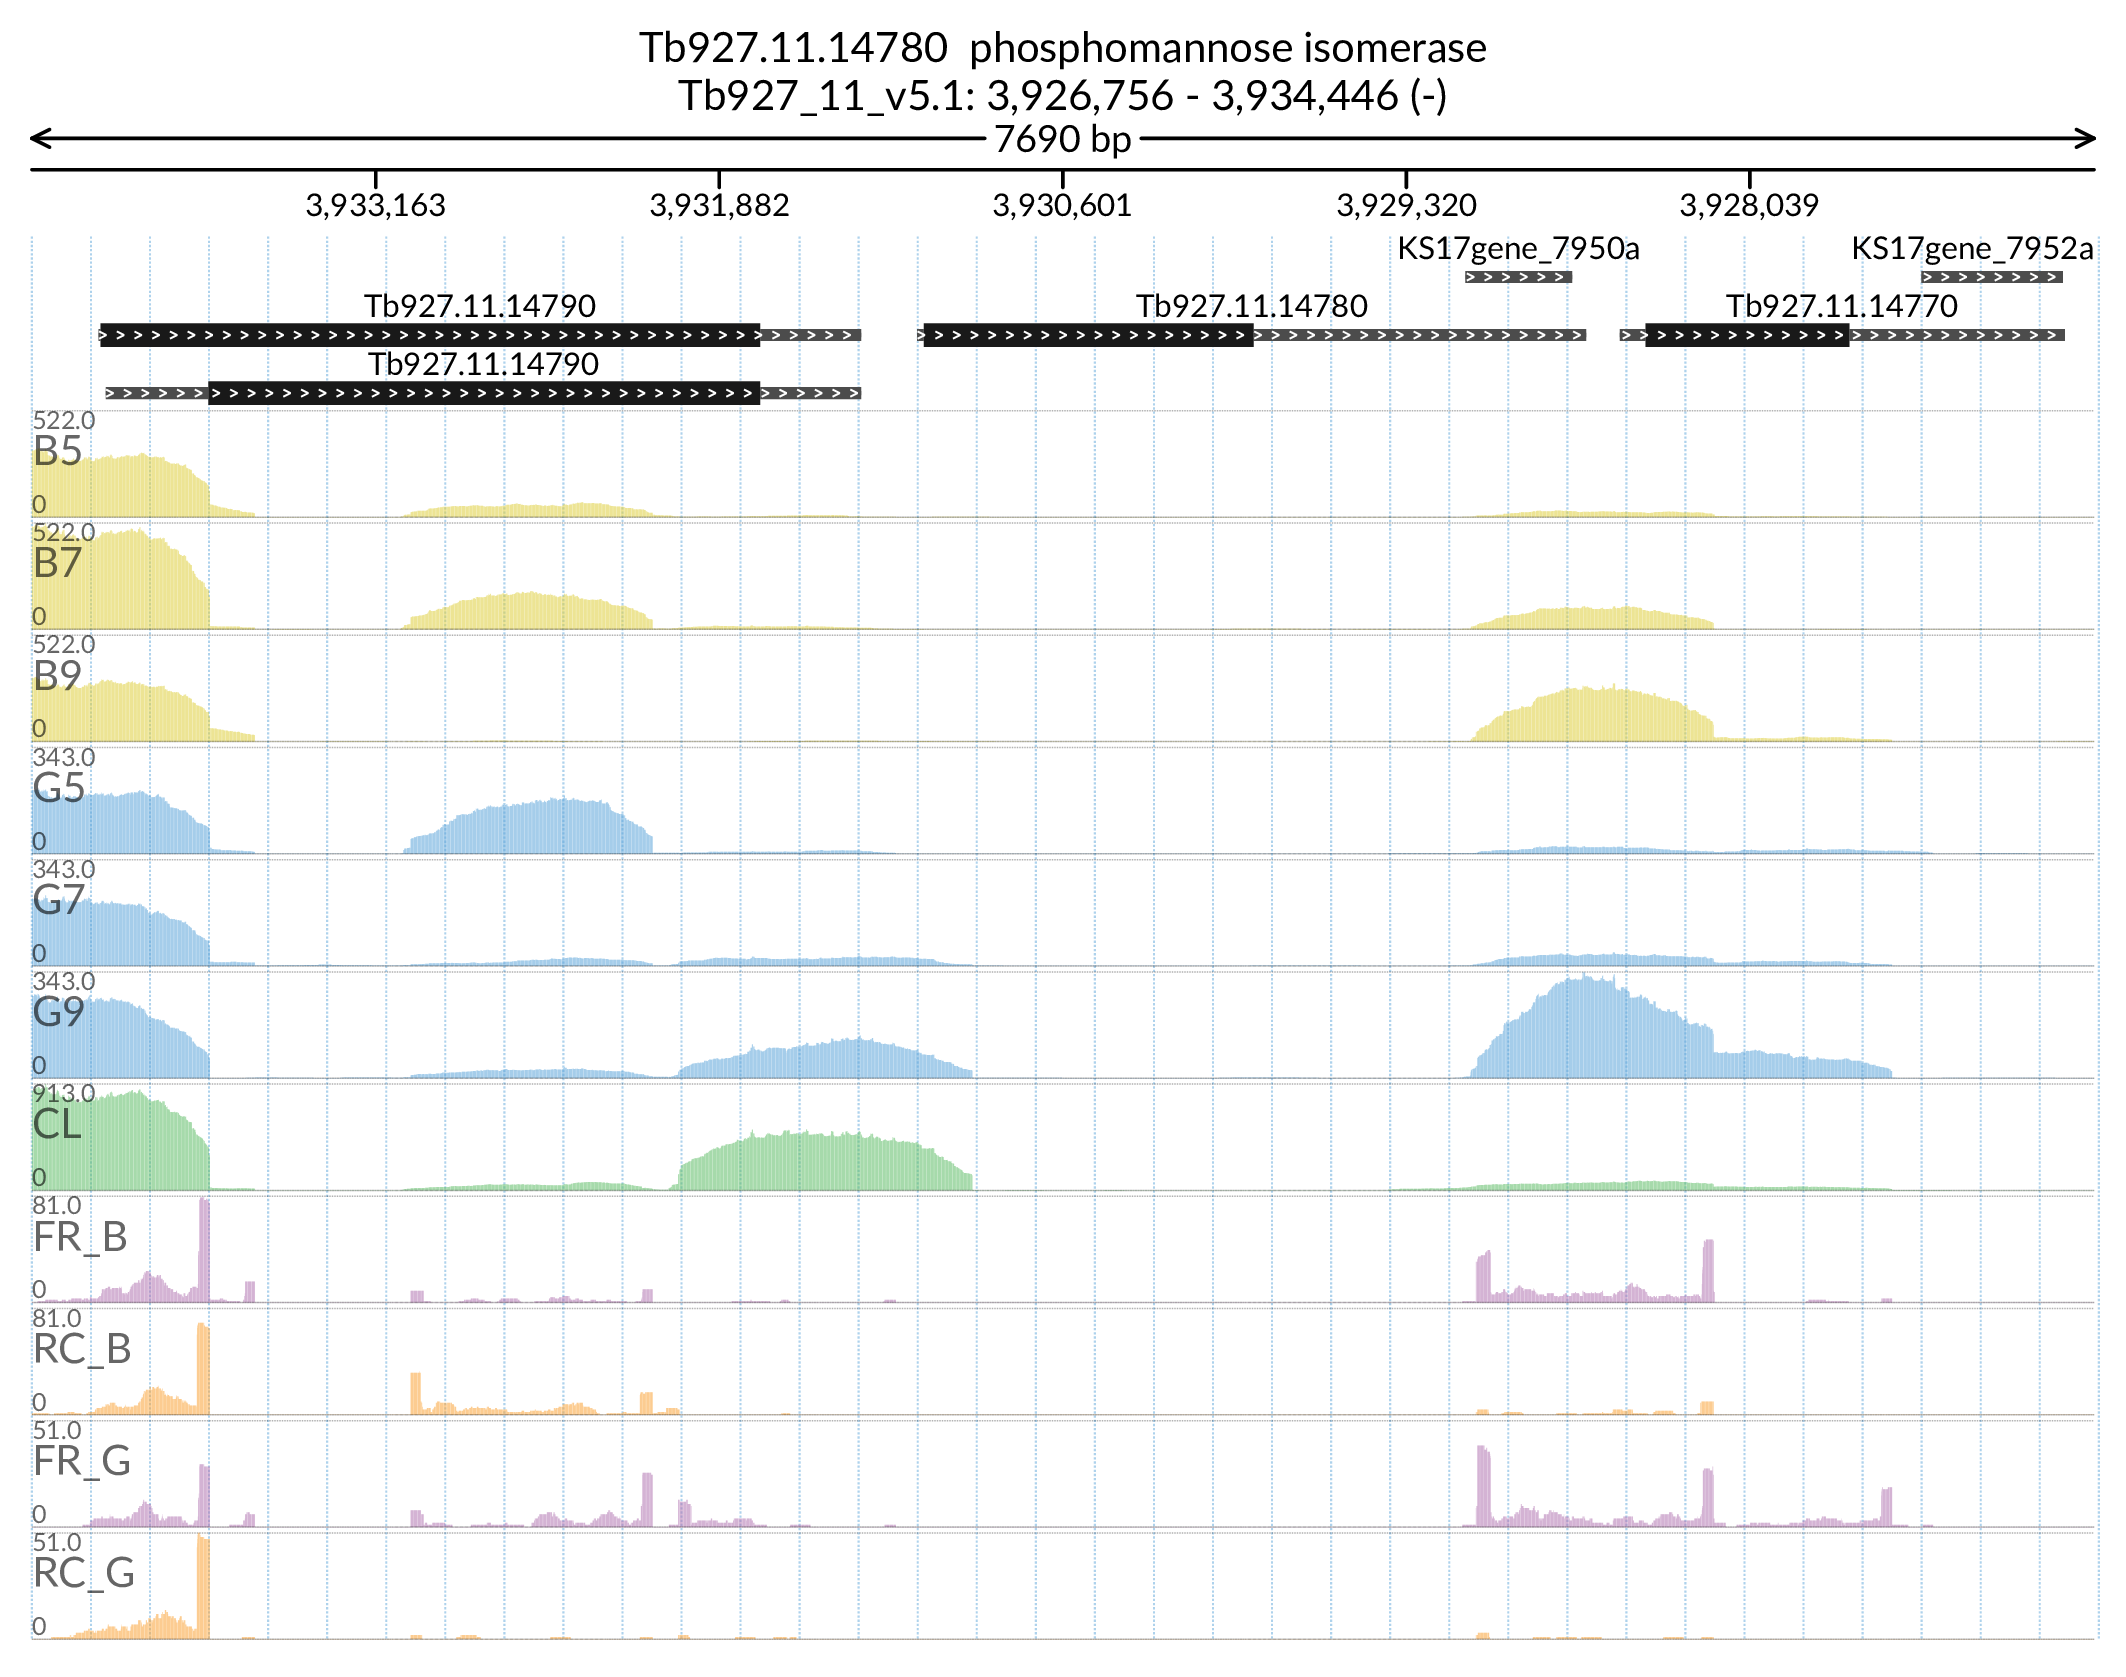 Tb927.11.14780  phosphomannose isomerase
Tb927_11_v5.1: 3,926,756 - 3,934,446 (-)
7690 bp
3,933,163 3,931,882 3,930,601 3,929,320 3,928,039
KS17gene_7950a KS17gene_7952a
Tb927.11.14790 Tb927.11.14780 Tb927.11.14770
Tb927.11.14790
522.0
B5
0
522.0
B7
0
522.0
B9
0
343.0
G5
0
343.0
G7
0
343.0
G9
0
913.0
CL
0
81.0
FR_B
0
81.0
RC_B
0
51.0
FR_G
0
51.0
RC_G
0